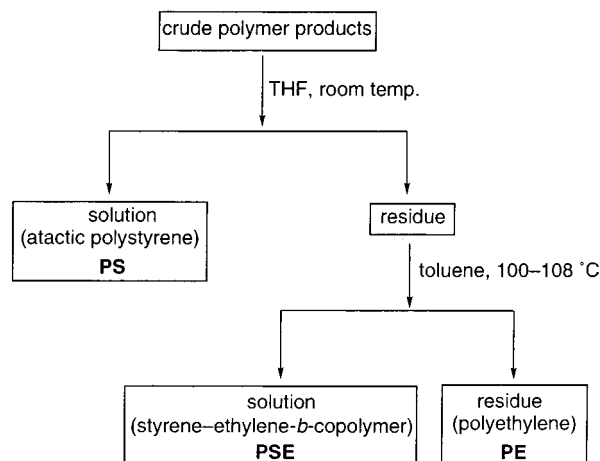 crude polymer products
THF, room temp.
solution
(atactic polystyrene)
PS
residue
toluene, 100–108 °C
solution
(styrene–ethylene-b-copolymer)
PSE
residue
(polyethylene)
PE